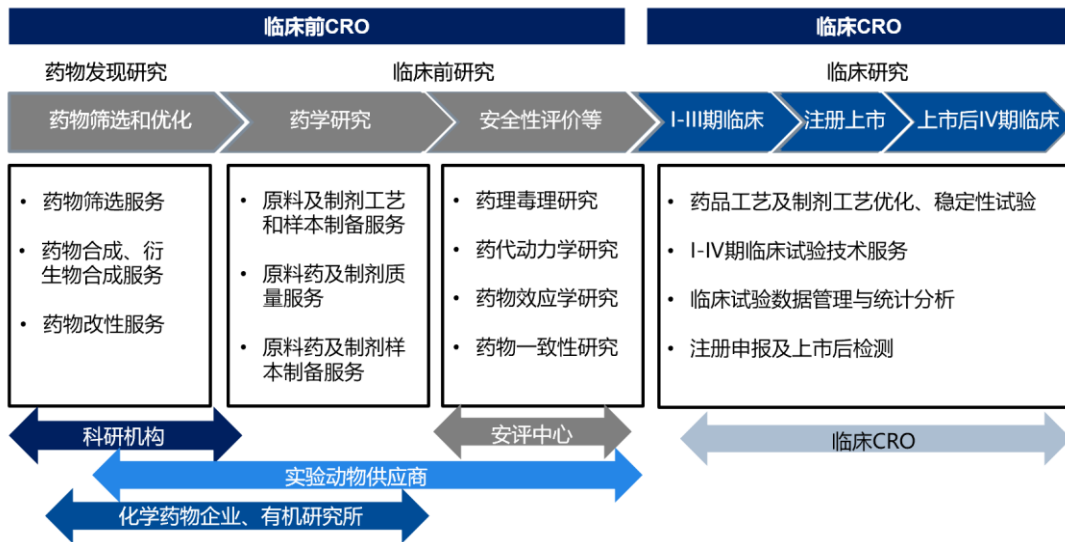 临床前CRO
临床CRO
药物发现研究
临床前研究
临床研究
药物筛选和优化
药学研究
安全性评价等
I-III期临床
注册上市
上市后IV期临床
• 药物筛选服务
• 药物合成、衍
生物合成服务
• 药物改性服务
• 原料及制剂工艺
和样本制备服务
• 原料药及制剂质
量服务
• 原料药及制剂样
本制备服务
• 药理毒理研究
• 药代动力学研究
• 药物效应学研究
• 药物一致性研究
• 药品工艺及制剂工艺优化、稳定性试验
• I-IV期临床试验技术服务
• 临床试验数据管理与统计分析
• 注册申报及上市后检测
科研机构
安评中心
临床CRO
实验动物供应商
化学药物企业、有机研究所